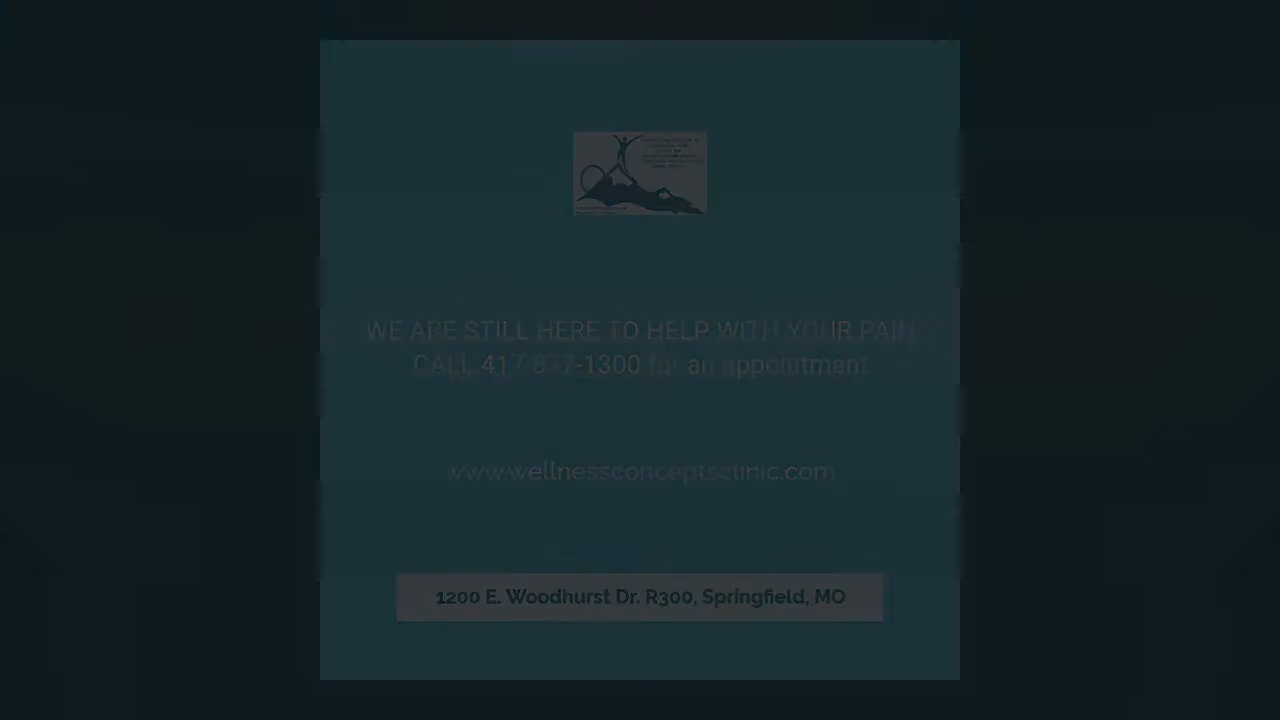 WE ARE STILL HERE TO HELP WITH YOUR PAIN
CALL 417-877-1300 for an appointment
www.wellnessconceptsclinic.com
1200 E. Woodhurst Dr. R300, Springfield, MO